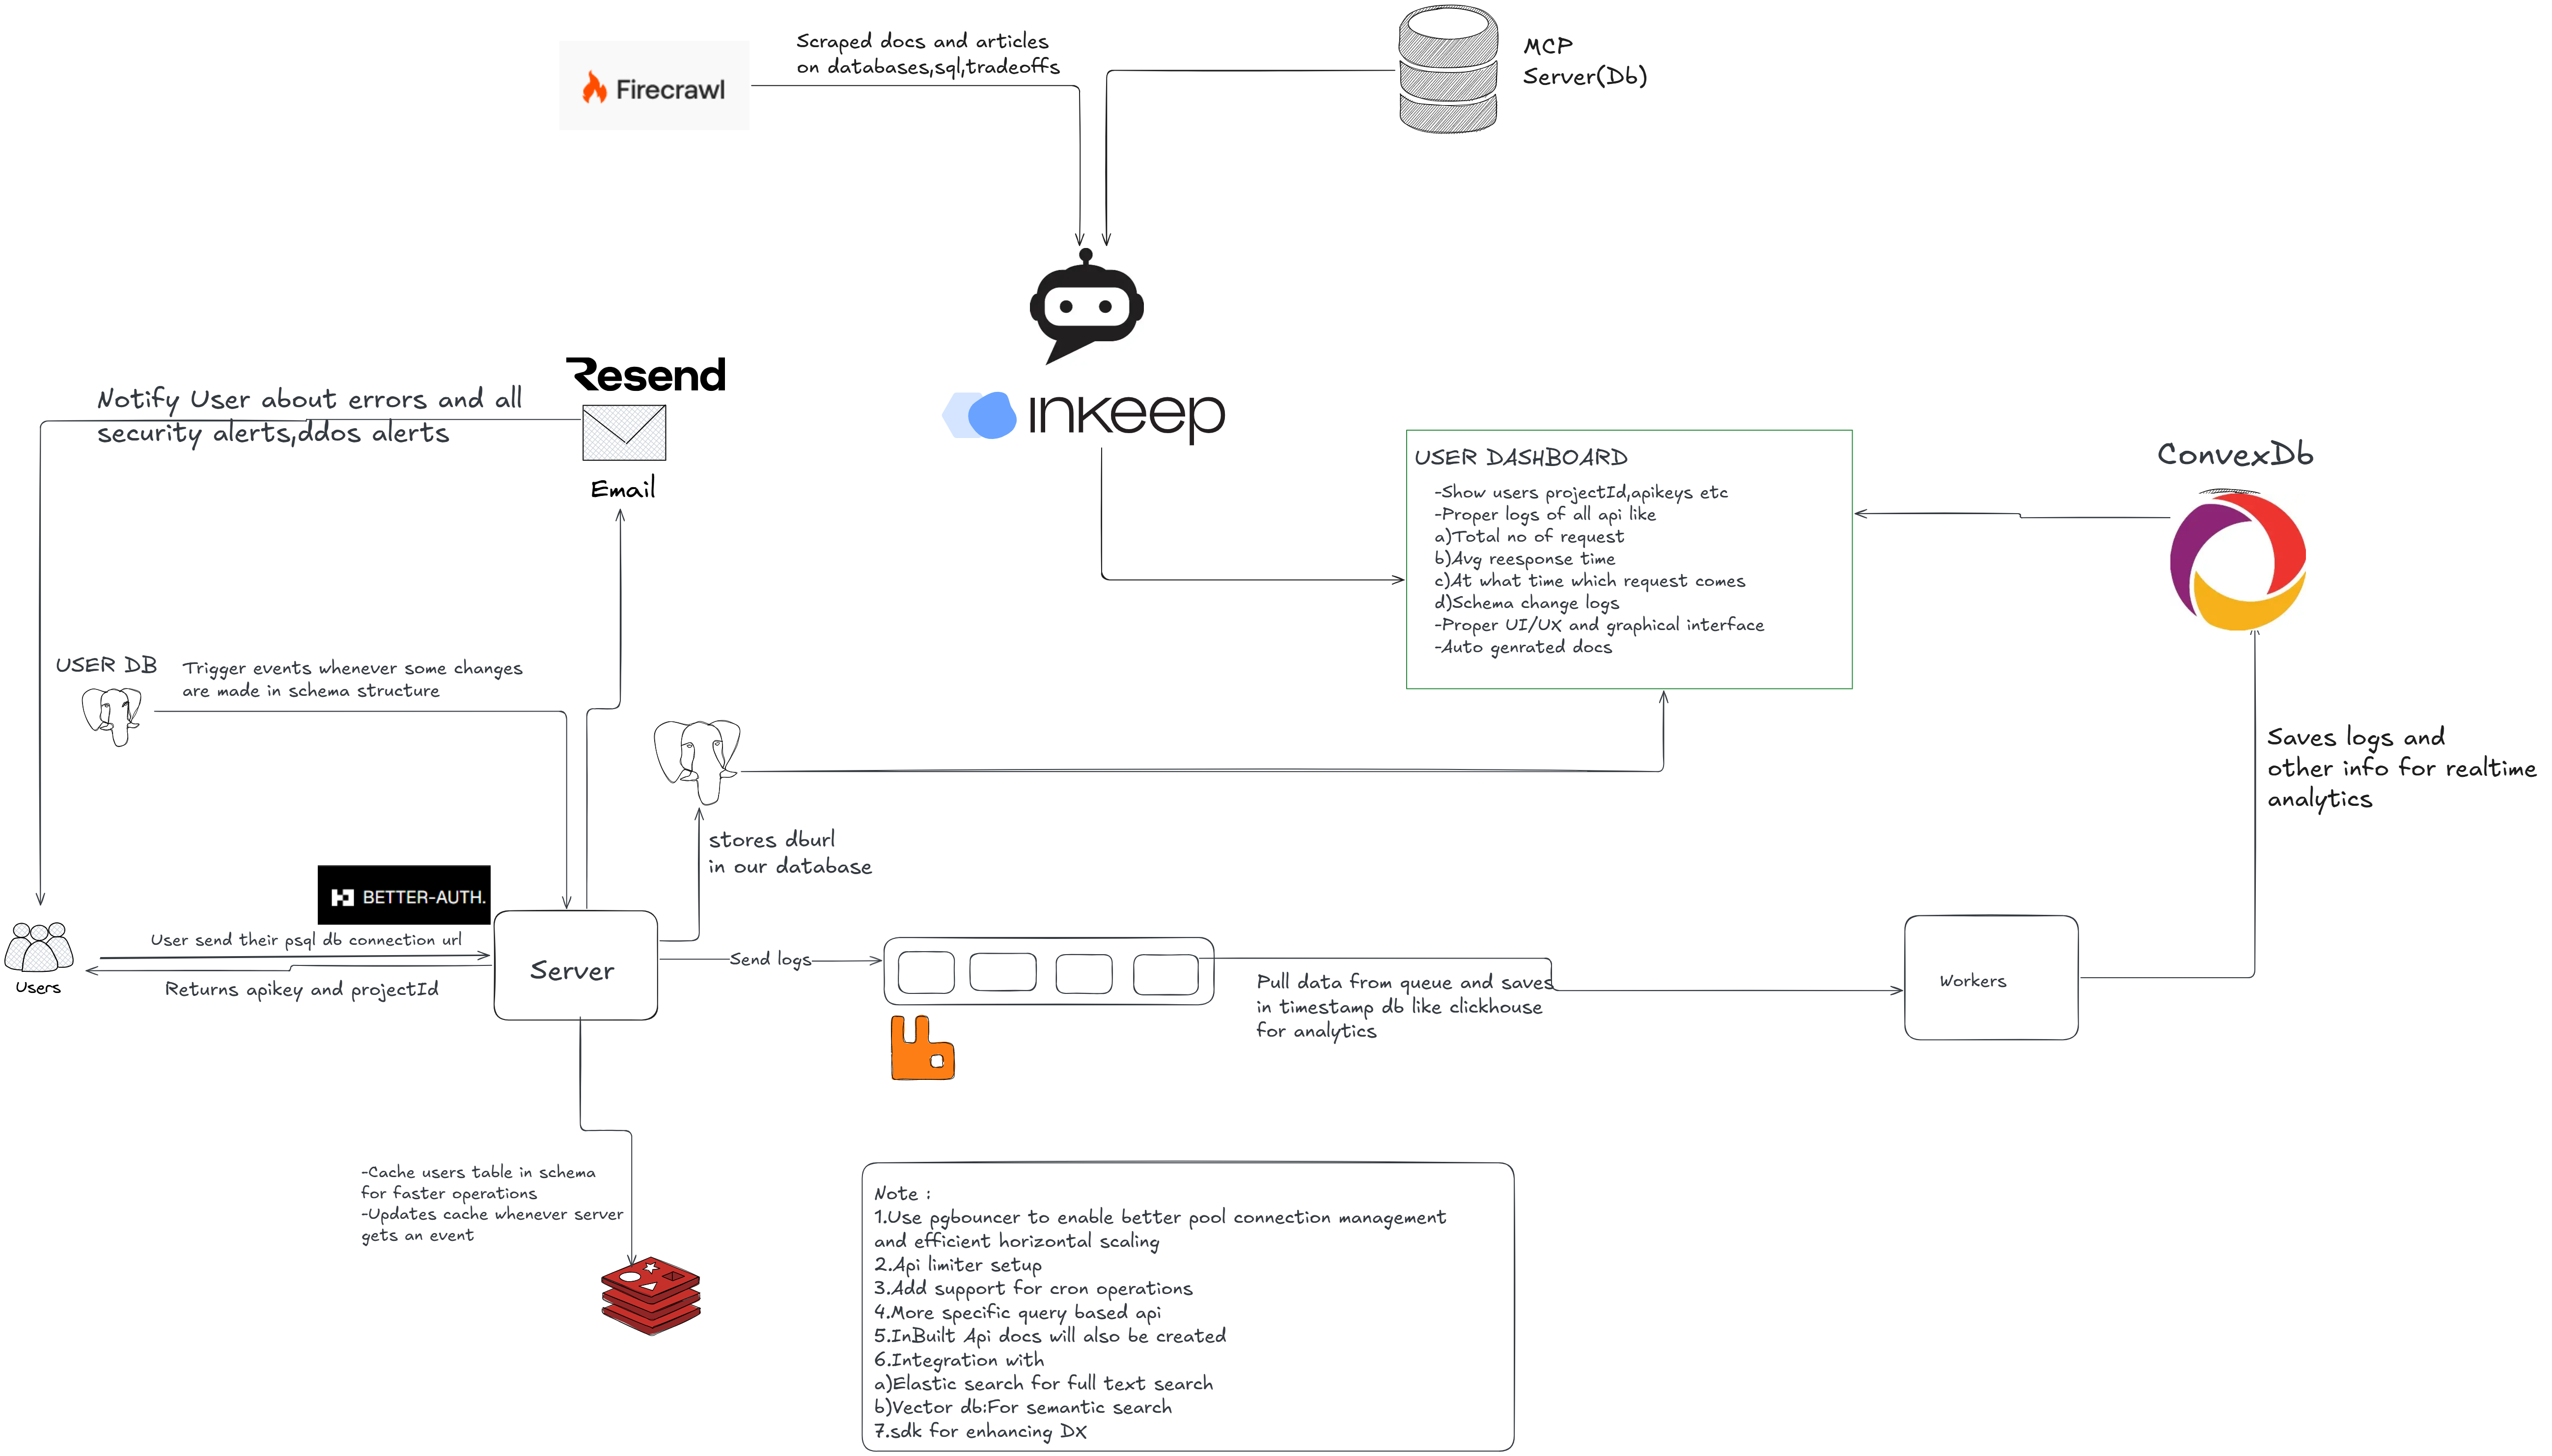 Scraped docs and articles
on databases,sql,tradeoffs
Firecrawl
MCP
Server(Db)
Resend
Notify User about errors and all
security alerts,ddos alerts
Email
inkeep
USER DASHBOARD
-Show users projectId,apikeys etc
-Proper logs of all api like
a)Total no of request
b)Avg reesponse time
c)At what time which request comes
d)Schema change logs
-Proper UI/UX and graphical interface
-Auto genrated docs
ConvexDb
USER DB
Trigger events whenever some changes
are made in schema structure
Saves logs and
other info for realtime
analytics
stores dburl
in our database
BETTER-AUTH.
User send their psql db connection url
Returns apikey and projectId
Users
Server
Send logs
Pull data from queue and saves
in timestamp db like clickhouse
for analytics
Workers
-Cache users table in schema
for faster operations
-Updates cache whenever server
gets an event
Note :
1.Use pgbouncer to enable better pool connection management
and efficient horizontal scaling
2.Api limiter setup
3.Add support for cron operations
4.More specific query based api
5.InBuilt Api docs will also be created
6.Integration with
a)Elastic search for full text search
b)Vector db:For semantic search
7.sdk for enhancing DX